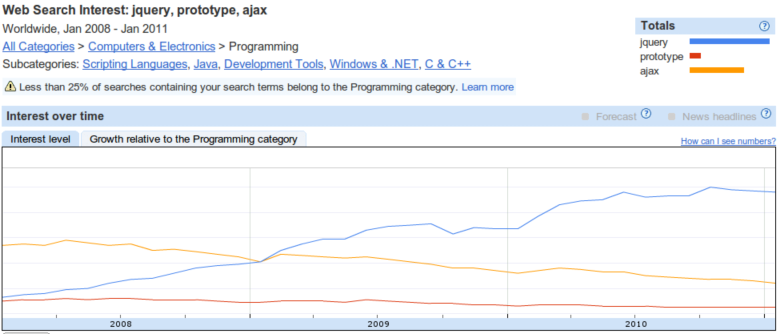 Web Search Interest: jquery, prototype, ajax
Worldwide, Jan 2008 - Jan 2011
All Categories > Computers & Electronics > Programming
Subcategories: Scripting Languages, Java, Development Tools, Windows & .NET, C & C++
Less than 25% of searches containing your search terms belong to the Programming category. Learn more
Totals ?
jquery
prototype
ajax
Interest over time
Forecast ? News headlines ?
Interest level Growth relative to the Programming category
How can I see numbers?
2008 2009 2010